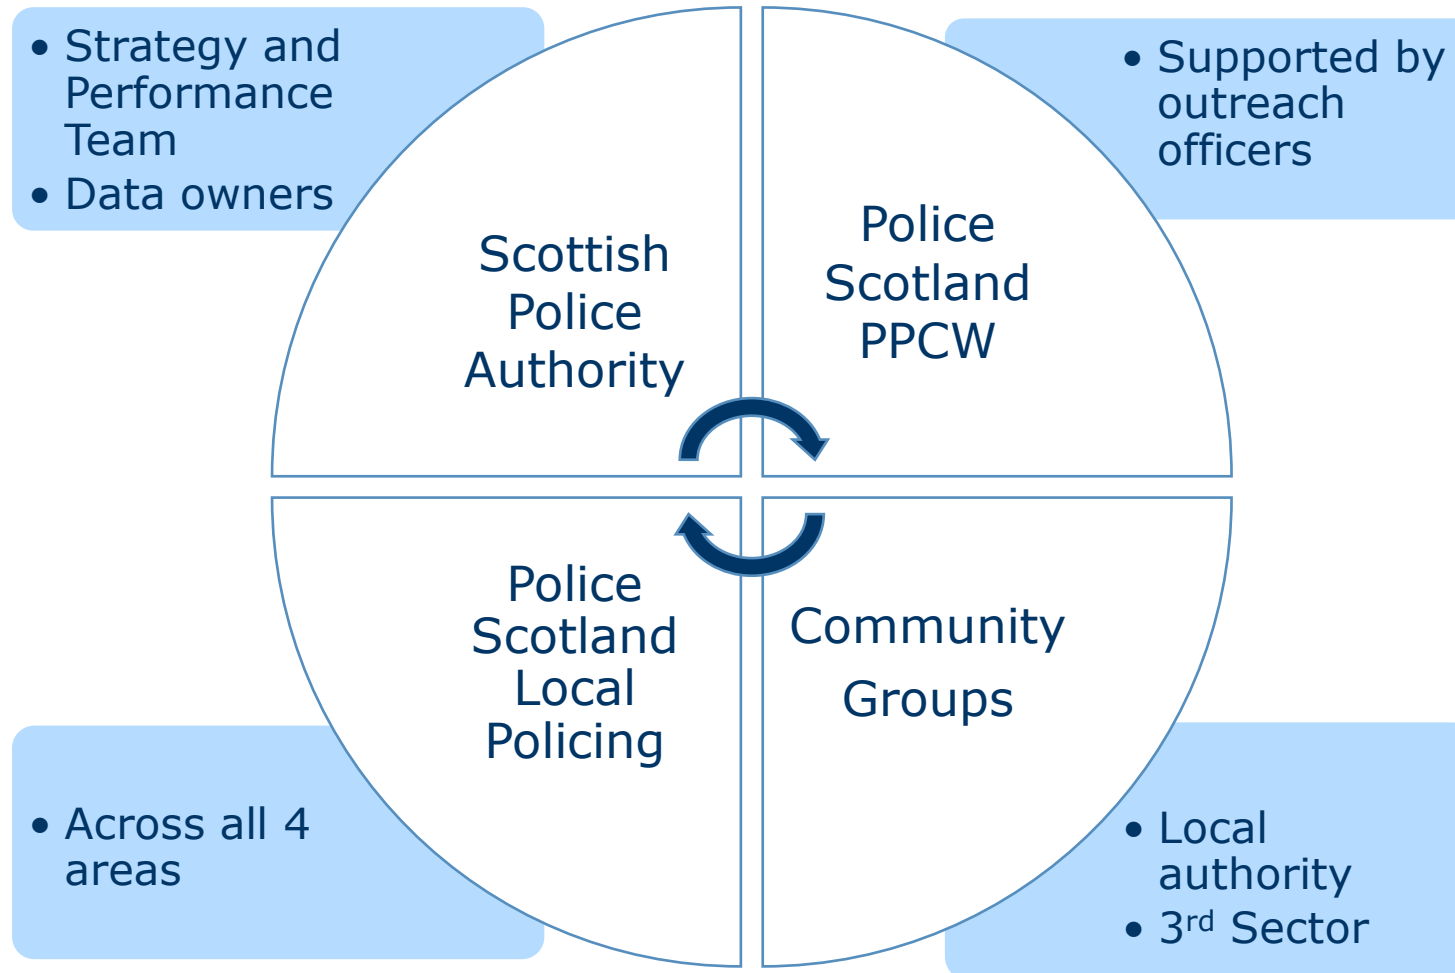 • Strategy and
Performance
Team
• Data owners
Scottish
Police
Authority
• Supported by
outreach
officers
Police
Scotland
PPCW
Police
Scotland
Local
Policing
• Across all 4
areas
Community
Groups
• Local
authority
• 3rd Sector